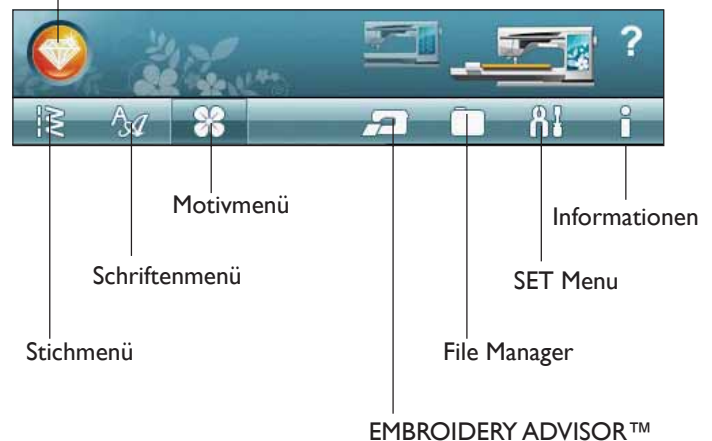 ?
Motivmenü
Informationen
Schriftenmenü
SET Menu
Stichmenü
File Manager
EMBROIDERY ADVISOR™